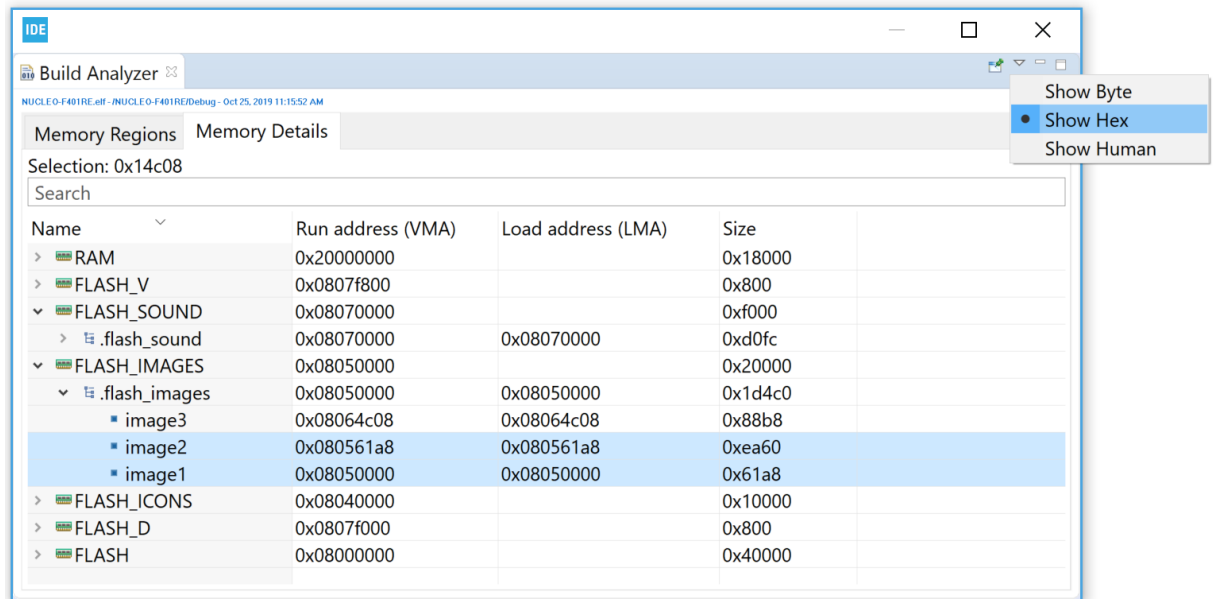 IDE
Build Analyzer
NUCLEO-F401RE.elf - /NUCLEO-F401RE/Debug - Oct 25, 2019 11:15:52 AM
Show Byte
Show Hex
Show Human
Memory Regions Memory Details
Selection: 0x14c08
Search
Name Run address (VMA) Load address (LMA) Size
RAM 0x20000000 0x18000
FLASH_V 0x0807f800 0x800
FLASH_SOUND 0x08070000 0xf000
.flash_sound 0x08070000 0x08070000 0xd0fc
FLASH_IMAGES 0x08050000 0x20000
.flash_images 0x08050000 0x08050000 0x1d4c0
image3 0x08064c08 0x08064c08 0x88b8
image2 0x080561a8 0x080561a8 0xea60
image1 0x08050000 0x08050000 0x61a8
FLASH_ICONS 0x08040000 0x10000
FLASH_D 0x0807f000 0x800
FLASH 0x08000000 0x40000